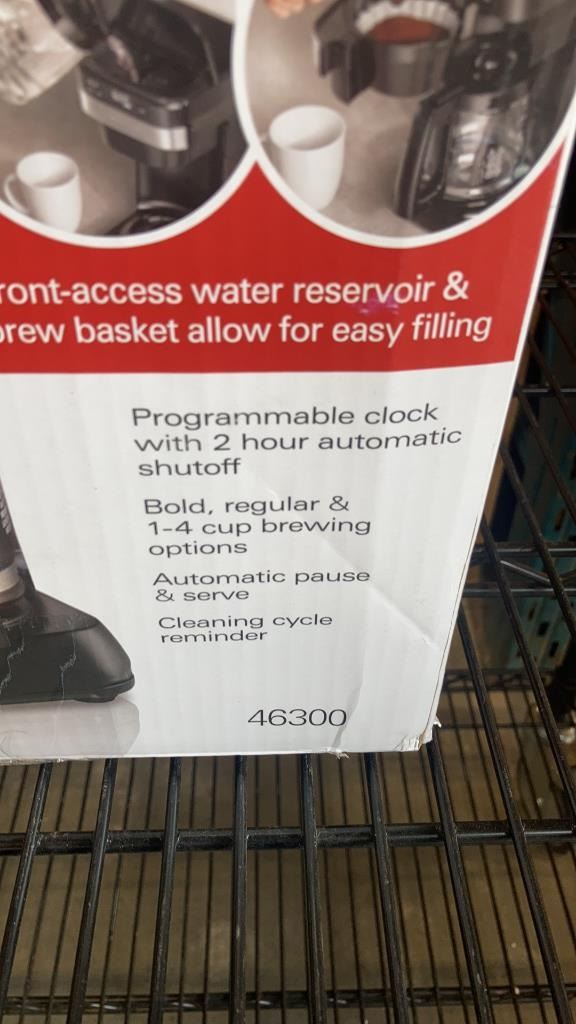 ront-access water reservoir &
rew basket allow for easy filling
Programmable clock
with 2 hour automatic
shutoff
Bold, regular &
1-4 cup brewing
options
Automatic pause
& serve
Cleaning cycle
reminder
46300